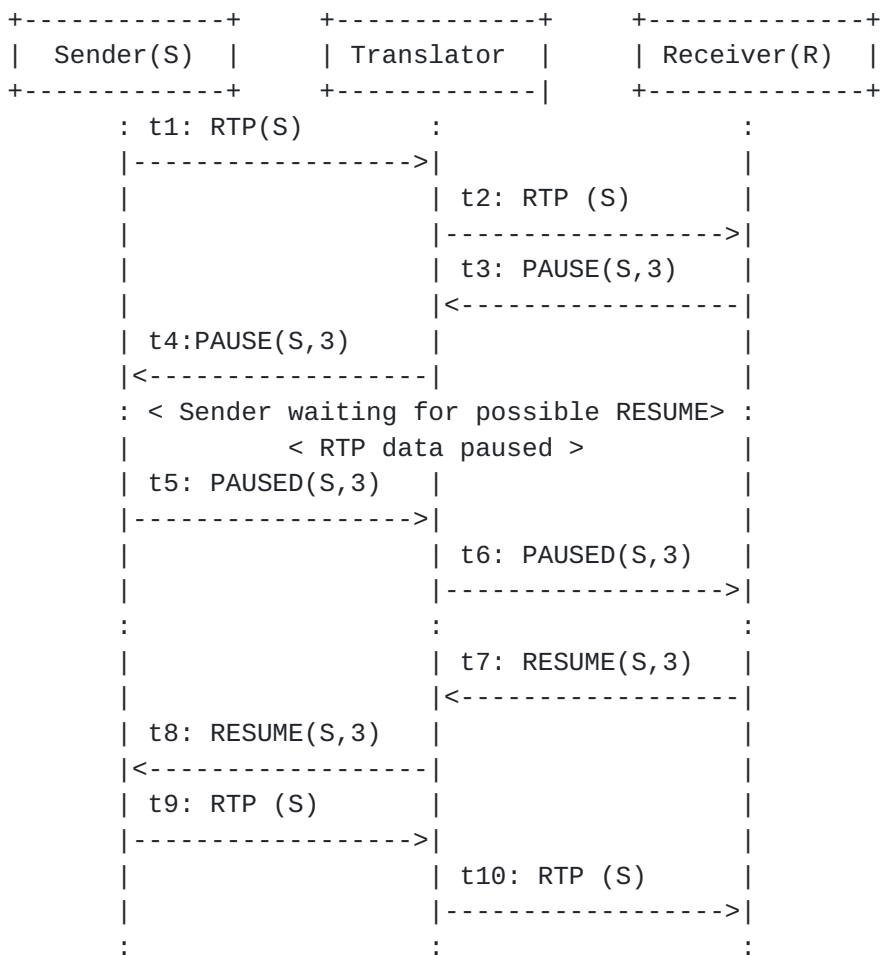 Sender(S) Translator Receiver(R)
t1: RTP(S)
t2: RTP (S)
t3: PAUSE(S,3)
t4:PAUSE(S,3)
< Sender waiting for possible RESUME>
< RTP data paused >
t5: PAUSED(S,3)
t6: PAUSED(S,3)
t7: RESUME(S,3)
t8: RESUME(S,3)
t9: RTP (S)
t10: RTP (S)